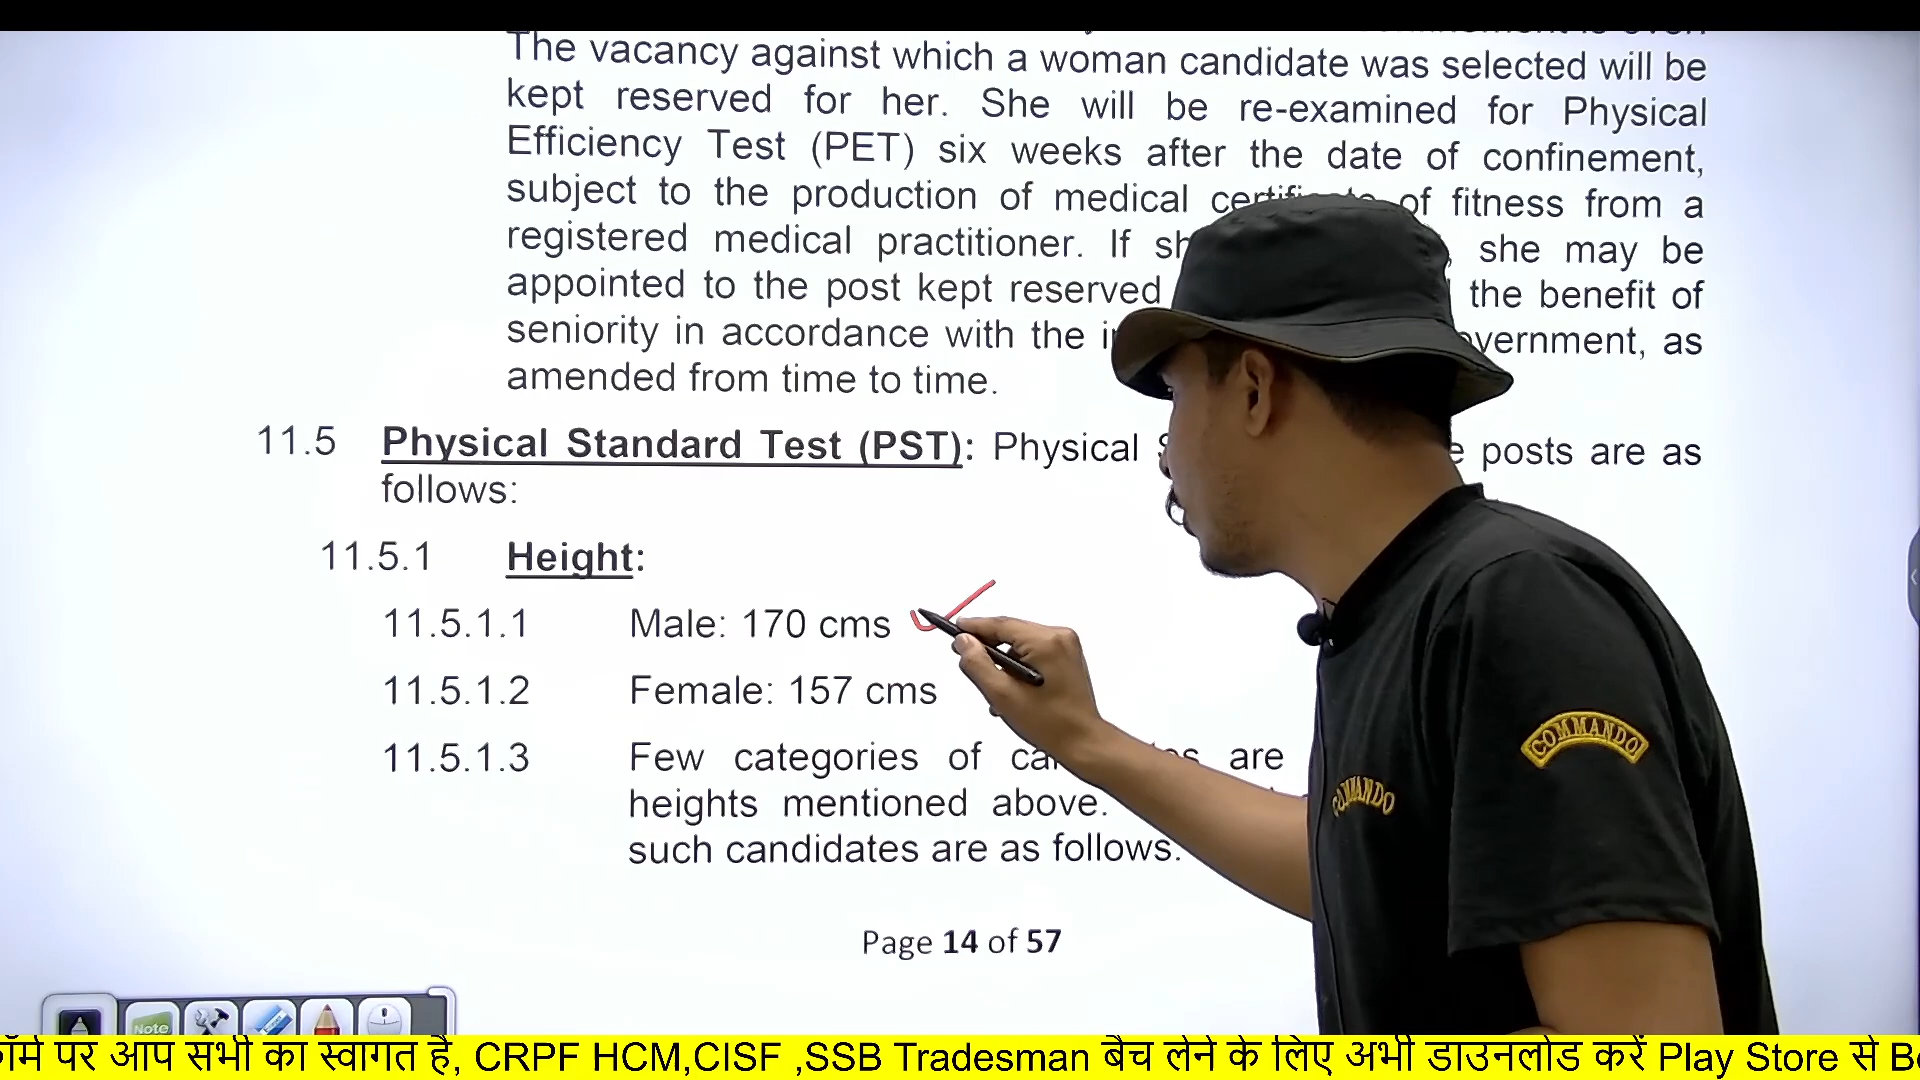 The vacancy against which a woman candidate was selected will be
kept reserved for her. She will be re-examined for Physical
Efficiency Test (PET) six weeks after the date of confinement,
subject to the production of medical certificate of fitness from a
registered medical practitioner. If she may be
appointed to the post kept reserved the benefit of
seniority in accordance with the as
amended from time to time.
11.5 Physical Standard Test (PST): Physical posts are as
follows:
11.5.1 Height:
11.5.1.1 Male: 170 cms
11.5.1.2 Female: 157 cms
11.5.1.3 Few categories of are
heights mentioned above.
such candidates are as follows.
Page 14 of 57
COMMANDO
COMMANDO
Note
पर आप सभी का स्वागत है, CRPF HCM,CISF ,SSB Tradesman बैच लेने के लिए अभी डाउनलोड करें Play Store से